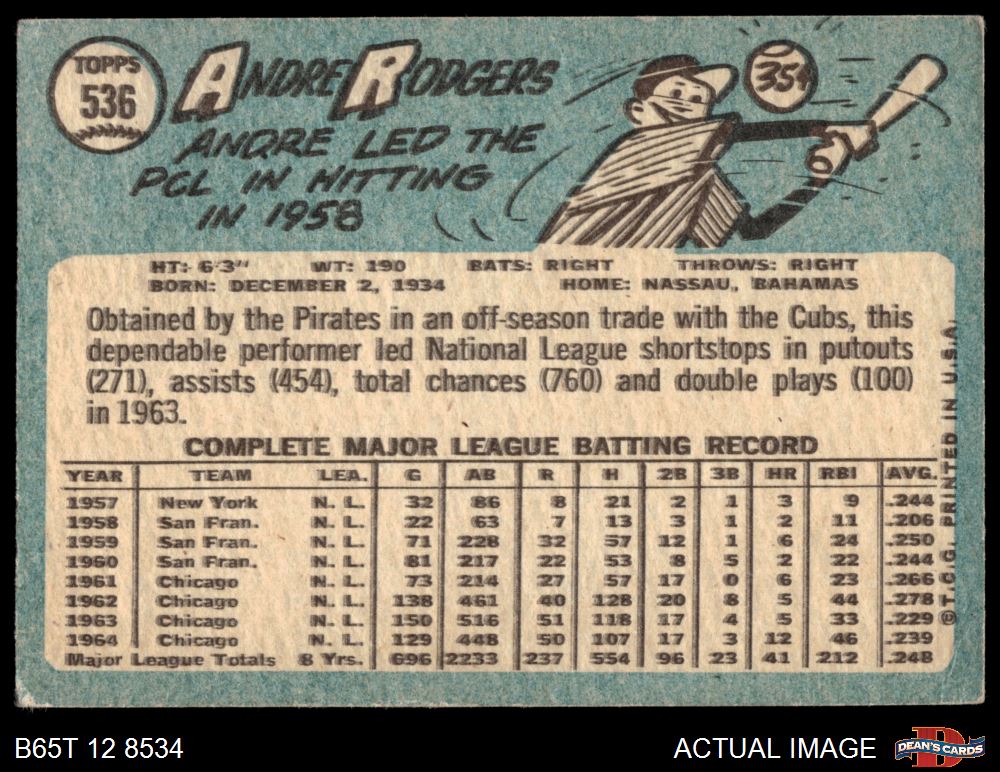 TOPPS
536
ANDRE RODGERS
354
ANDRE LED THE
PCL IN HITTING
IN 1958
HT: 6'3" WT: 190 BATS: RIGHT THROWS: RIGHT
BORN: DECEMBER 2, 1934 HOME: NASSAU, BAHAMAS
Obtained by the Pirates in an off-season trade with the Cubs, this
dependable performer led National League shortstops in putouts
(271), assists (454), total chances (760) and double plays (100)
in 1963.
COMPLETE MAJOR LEAGUE BATTING RECORD
YEAR TEAM LEA. G AB R H 2B 3B HR RBI AVG.
1957 New York N. L. 32 86 8 21 2 1 3 9 .244
1958 San Fran. N. L. 22 63 7 13 3 1 2 11 .206
1959 San Fran. N. L. 71 228 32 57 12 1 6 24 .250
1960 San Fran. N. L. 81 217 22 53 8 5 2 22 .244
1961 Chicago N. L. 73 214 27 57 17 0 6 23 .266
1962 Chicago N. L. 138 461 40 128 20 8 5 44 .278
1963 Chicago N. L. 150 516 51 118 17 4 5 33 .229
1964 Chicago N. L. 129 448 50 107 17 3 12 46 .239
Major League Totals 8 Yrs. 696 2233 237 554 96 23 41 212 .248
©T.C.G. PRINTED IN U.S.A.
B65T 12 8534
ACTUAL IMAGE
D
DEAN'S CARDS